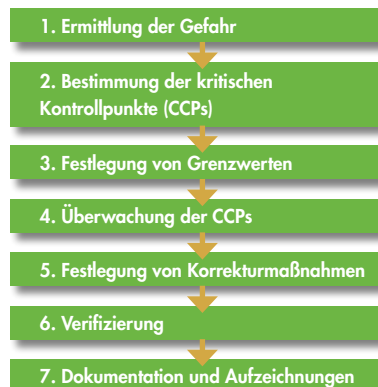 1. Ermittlung der Gefahr
2. Bestimmung der kritischen
Kontrollpunkte (CCPs)
3. Festlegung von Grenzwerten
4. Überwachung der CCPs
5. Festlegung von Korrekturmaßnahmen
6. Verifizierung
7. Dokumentation und Aufzeichnungen